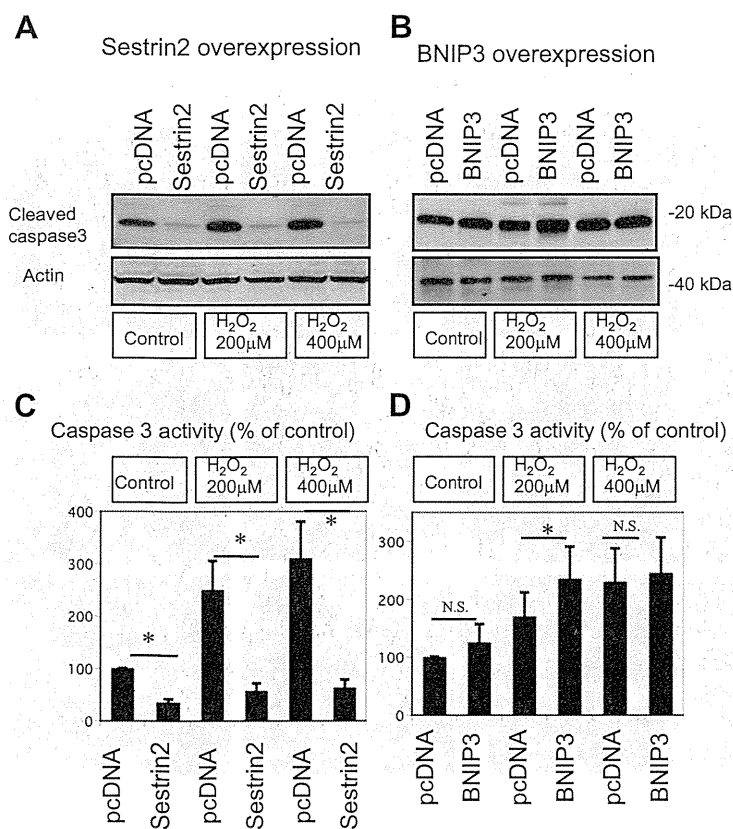 A
Sestrin2 overexpression
pcDNA
Sestrin2
pcDNA
Sestrin2
pcDNA
Sestrin2
Cleaved
caspase3
Actin
Control
H₂O₂
200µM
H₂O₂
400µM
B
BNIP3 overexpression
pcDNA
BNIP3
pcDNA
BNIP3
pcDNA
BNIP3
-20 kDa
-40 kDa
Control
H₂O₂
200µM
H₂O₂
400µM
C
Caspase 3 activity (% of control)
Control
H₂O₂
200µM
H₂O₂
400µM
400
300
200
100
0
*
*
*
pcDNA
Sestrin2
pcDNA
Sestrin2
pcDNA
Sestrin2
D
Caspase 3 activity (% of control)
Control
H₂O₂
200µM
H₂O₂
400µM
300
200
100
0
N.S.
*
N.S.
pcDNA
BNIP3
pcDNA
BNIP3
pcDNA
BNIP3